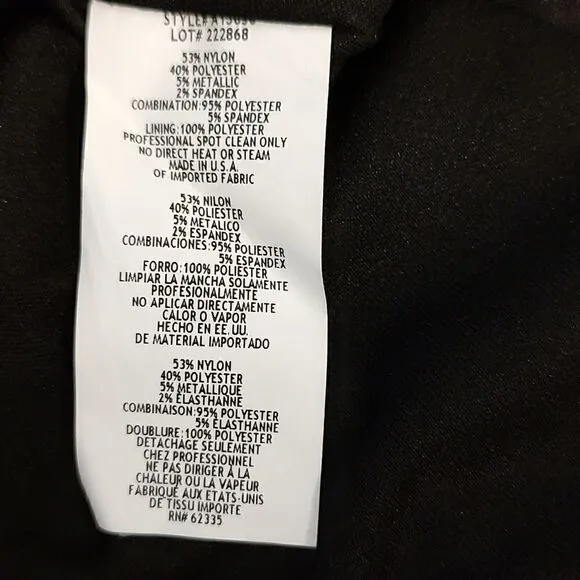 STYLE#
LOT# 222868
53% NYLON
40% POLYESTER
5% METALLIC
2% SPANDEX
COMBINATION:95% POLYESTER
5% SPANDEX
LINING:100% POLYESTER
PROFESSIONAL SPOT CLEAN ONLY
NO DIRECT HEAT OR STEAM
MADE IN U.S.A.
OF IMPORTED FABRIC
53% NILON
40% POLIESTER
5% METALICO
2% ESPANDEX
COMBINACIONES:95% POLIESTER
5% ESPANDEX
FORRO:100% POLIESTER
LIMPIAR LA MANCHA SOLAMENTE
PROFESIONALMENTE
NO APLICAR DIRECTAMENTE
CALOR O VAPOR
HECHO EN EE.UU.
DE MATERIAL IMPORTADO
53% NYLON
40% POLYESTER
5% METALLIQUE
2% ÉLASTHANNE
COMBINAISON:95% POLYESTER
5% ÉLASTHANNE
DOUBLURE:100% POLYESTER
DETACHAGE SEULEMENT
CHEZ PROFESSIONNEL
NE PAS DIRIGER À LA
CHALEUR OU LA VAPEUR
FABRIQUÉ AUX ETATS-UNIS
DE TISSU IMPORTE
RN# 62335